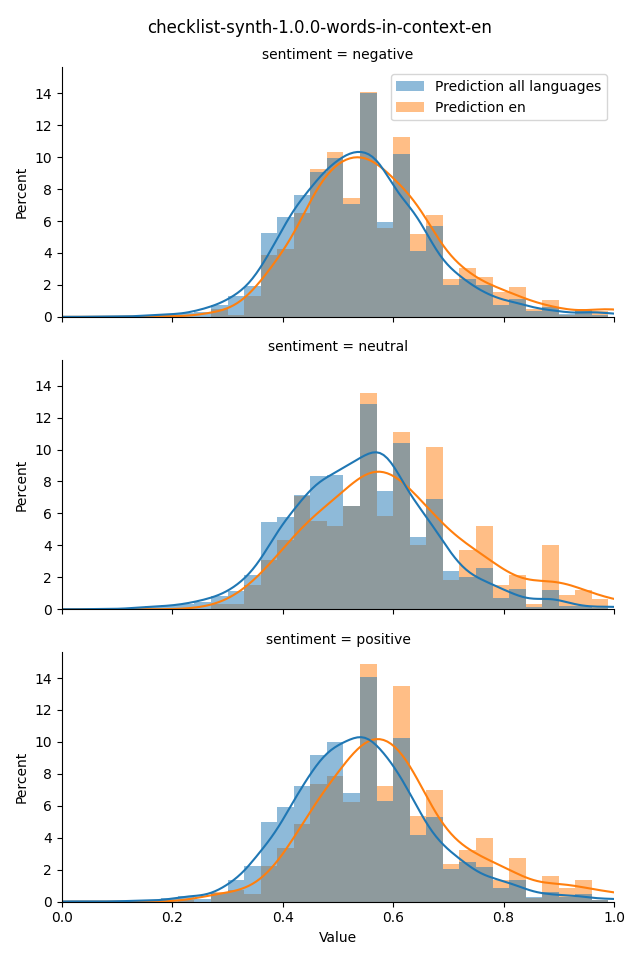 checklist-synth-1.0.0-words-in-context-en
sentiment = negative
Prediction all languages
Prediction en
Percent
14
12
10
8
6
4
2
0
sentiment = neutral
Percent
14
12
10
8
6
4
2
0
sentiment = positive
Percent
14
12
10
8
6
4
2
0
0.0 0.2 0.4 0.6 0.8 1.0
Value